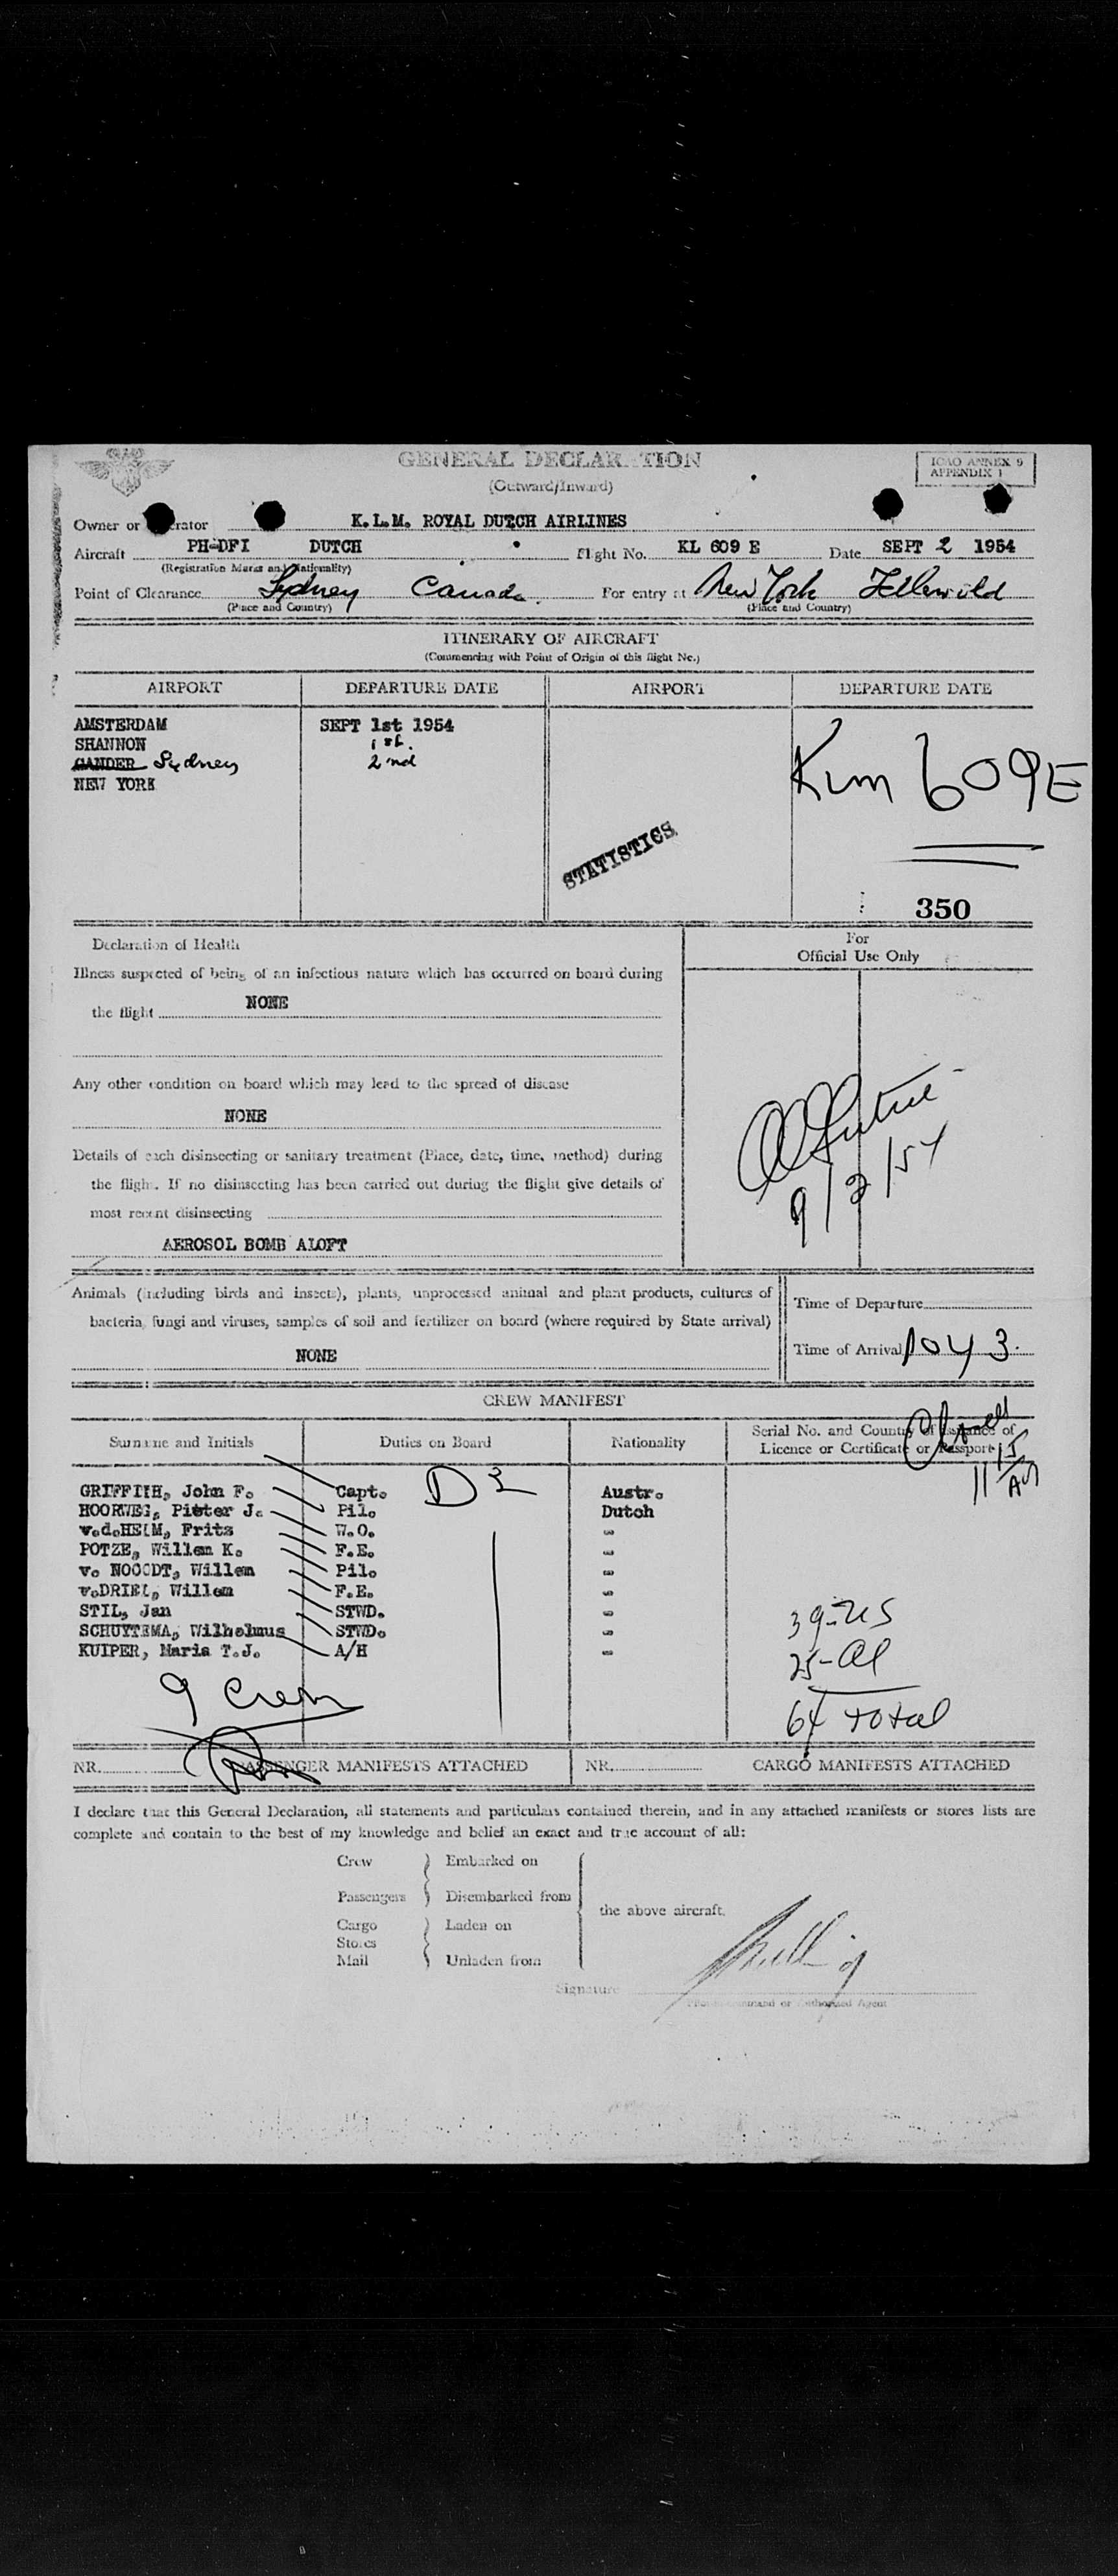 GENERAL DECLARATION
(Outward/Inward)
ICAO ANNEX 9
APPENDIX 1
Owner or rator K.L.M. ROYAL DUTCH AIRLINES
Aircraft PH-DFI DUTCH Flight No. KL 609 E Date SEPT 2 1954
(Registration Marks and Nationality)
Point of Clearance Sydney Canada. For entry at New York Idlewild
(Place and Country) (Place and Country)
ITINERARY OF AIRCRAFT
(Commencing with Point of Origin of this flight No.)
AIRPORT DEPARTURE DATE AIRPORT DEPARTURE DATE
AMSTERDAM SEPT 1st 1954
SHANNON 1st.
GANDER Sydney 2nd
NEW YORK
Klm 609E
STATISTICS
350
Declaration of Health
For
Official Use Only
Illness suspected of being of an infectious nature which has occurred on board during
the flight NONE
Any other condition on board which may lead to the spread of disease
NONE
Details of each disinsecting or sanitary treatment (Place, date, time, method) during
the flight. If no disinsecting has been carried out during the flight give details of
most recent disinsecting
AEROSOL BOMB ALOFT
9/2/54
Animals (including birds and insects), plants, unprocessed animal and plant products, cultures of
bacteria, fungi and viruses, samples of soil and fertilizer on board (where required by State arrival)
NONE
Time of Departure
Time of Arrival 1043.
CREW MANIFEST
Surname and Initials Duties on Board Nationality Serial No. and Country of Issuance of
Licence or Certificate or Passport
D2
GRIFFITH, John F. Capt. Austr.
HOORWEG, Pieter J. Pil. Dutch
v.d.HELM, Frits W.O. "
POTZE, Willem K. F.E. "
v. NOOODT, Willem Pil. "
v.DRIEL, Willem F.E. "
STIL, Jan STWD. "
SCHUYTEMA, Wilhelmus STWD. "
KUIPER, Maria T.J. A/H "
9 Crew
39-US
25-Al
64 total
NR. PASSENGER MANIFESTS ATTACHED NR. CARGO MANIFESTS ATTACHED
I declare that this General Declaration, all statements and particulars contained therein, and in any attached manifests or stores lists are
complete and contain to the best of my knowledge and belief an exact and true account of all:
Crew Embarked on
Passengers Disembarked from
the above aircraft.
Cargo Laden on
Stores
Mail Unladen from
Signature
or Authorised Agent